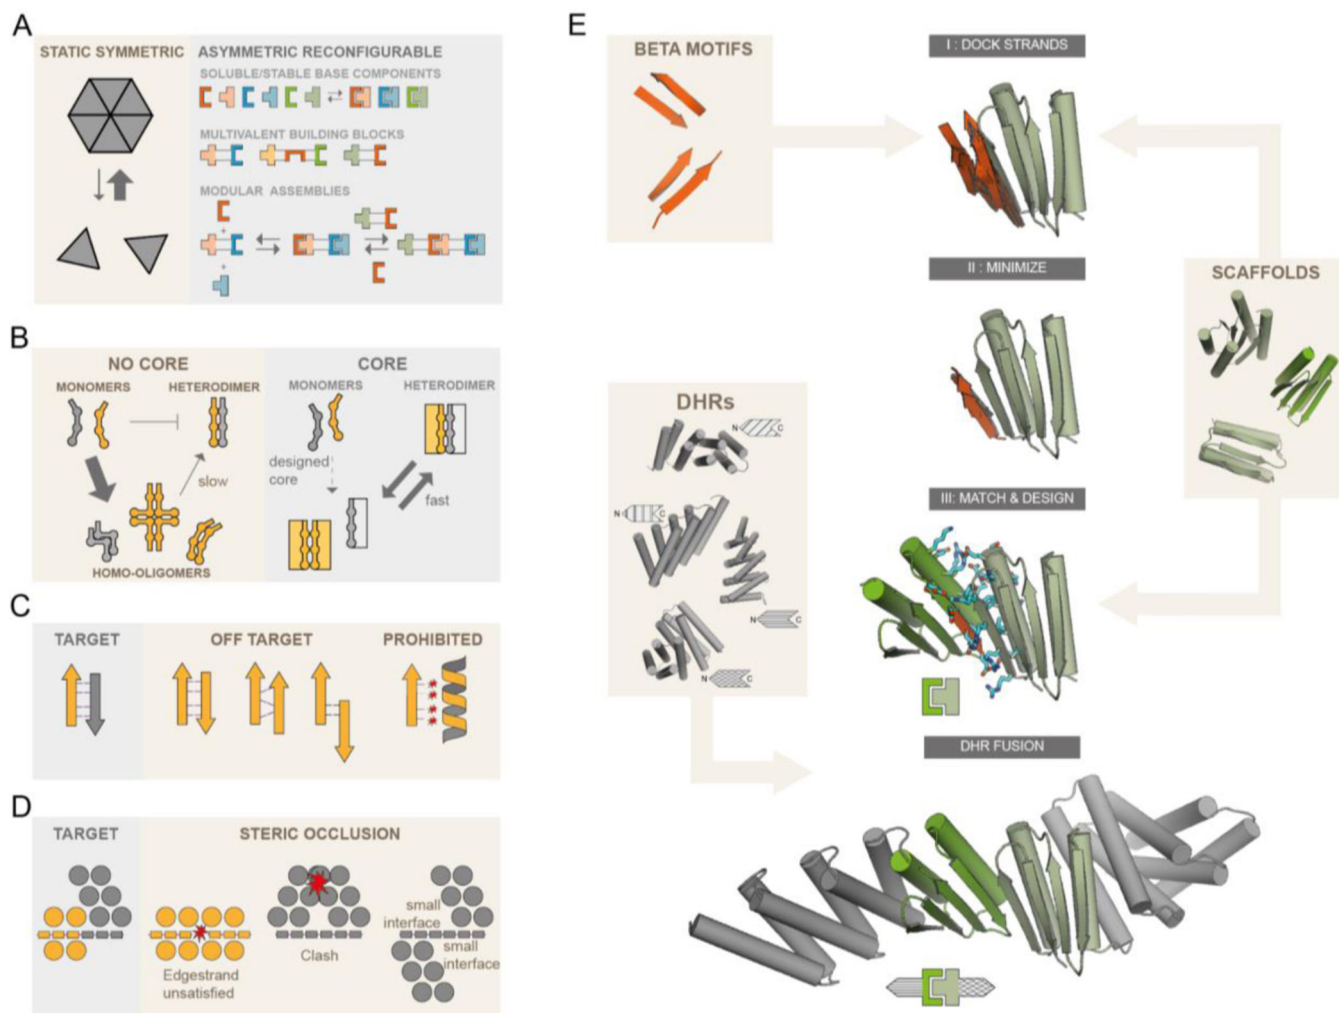 A
STATIC SYMMETRIC
ASYMMETRIC RECONFIGURABLE
SOLUBLE/STABLE BASE COMPONENTS
MULTIVALENT BUILDING BLOCKS
MODULAR ASSEMBLIES
+
+
B
NO CORE
MONOMERS
HETERODIMER
slow
HOMO-OLIGOMERS
CORE
MONOMERS
HETERODIMER
designed
core
fast
C
TARGET
OFF TARGET
PROHIBITED
D
TARGET
STERIC OCCLUSION
Edgestrand
unsatisfied
Clash
small
interface
small
interface
E
BETA MOTIFS
I : DOCK STRANDS
II : MINIMIZE
SCAFFOLDS
DHRs
N C
N C
N C
N C
III: MATCH & DESIGN
DHR FUSION